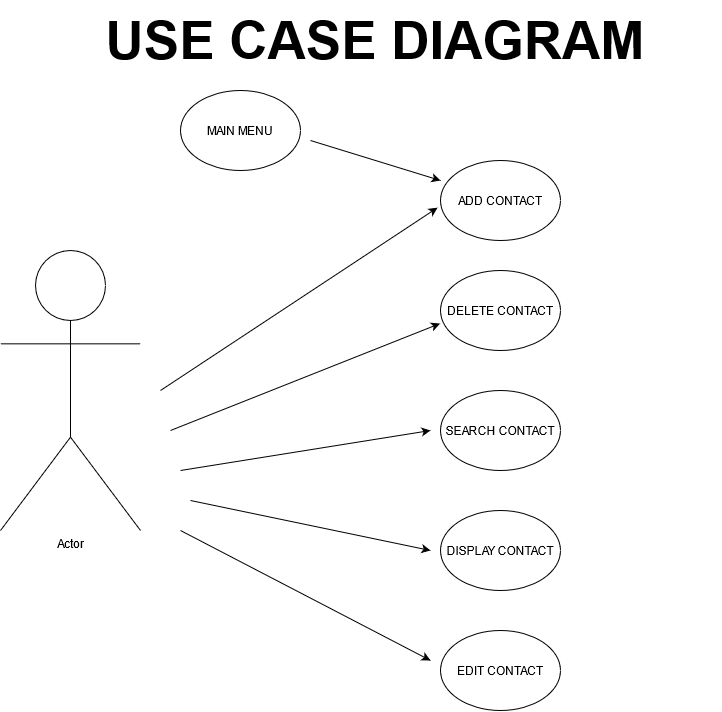 USE CASE DIAGRAM
MAIN MENU
ADD CONTACT
DELETE CONTACT
SEARCH CONTACT
Actor
DISPLAY CONTACT
EDIT CONTACT